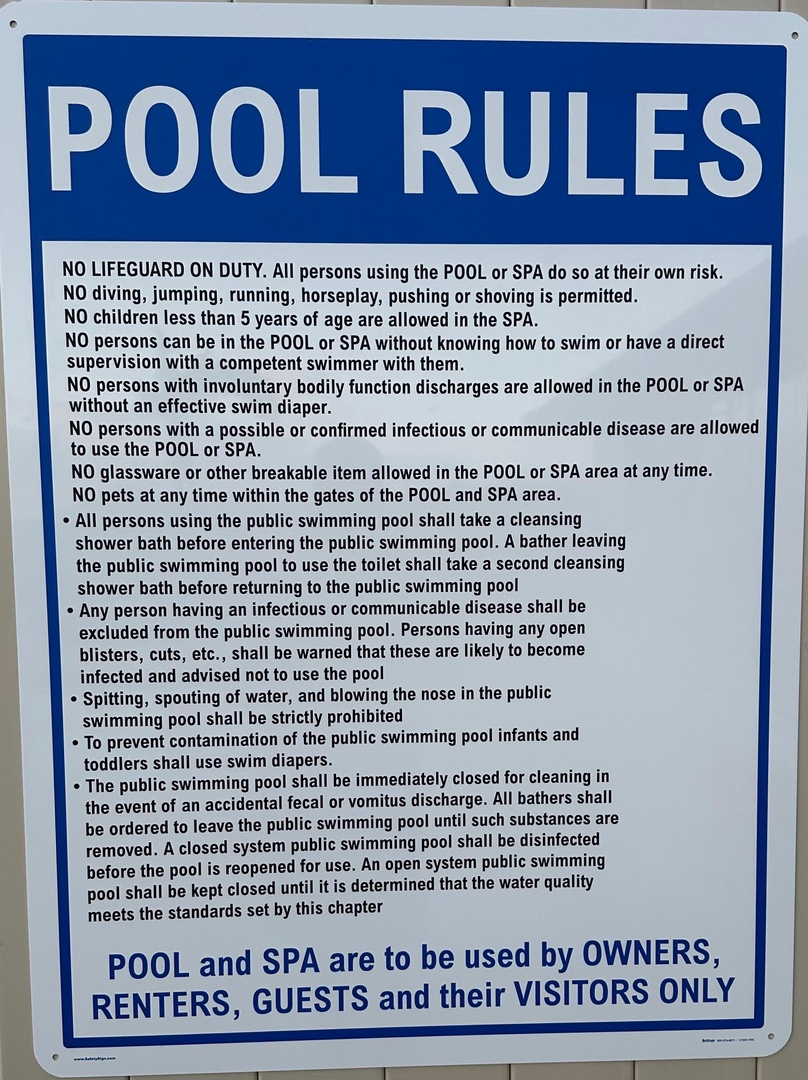 POOL RULES
NO LIFEGUARD ON DUTY. All persons using the POOL or SPA do so at their own risk.
NO diving, jumping, running, horseplay, pushing or shoving is permitted.
NO children less than 5 years of age are allowed in the SPA.
NO persons can be in the POOL or SPA without knowing how to swim or have a direct
supervision with a competent swimmer with them.
NO persons with involuntary bodily function discharges are allowed in the POOL or SPA
without an effective swim diaper.
NO persons with a possible or confirmed infectious or communicable disease are allowed
to use the POOL or SPA.
NO glassware or other breakable item allowed in the POOL or SPA area at any time.
NO pets at any time within the gates of the POOL and SPA area.
• All persons using the public swimming pool shall take a cleansing
shower bath before entering the public swimming pool. A bather leaving
the public swimming pool to use the toilet shall take a second cleansing
shower bath before returning to the public swimming pool
• Any person having an infectious or communicable disease shall be
excluded from the public swimming pool. Persons having any open
blisters, cuts, etc., shall be warned that these are likely to become
infected and advised not to use the pool
• Spitting, spouting of water, and blowing the nose in the public
swimming pool shall be strictly prohibited
• To prevent contamination of the public swimming pool infants and
toddlers shall use swim diapers.
• The public swimming pool shall be immediately closed for cleaning in
the event of an accidental fecal or vomitus discharge. All bathers shall
be ordered to leave the public swimming pool until such substances are
removed. A closed system public swimming pool shall be disinfected
before the pool is reopened for use. An open system public swimming
pool shall be kept closed until it is determined that the water quality
meets the standards set by this chapter
POOL and SPA are to be used by OWNERS,
RENTERS, GUESTS and their VISITORS ONLY
www.SafetySign.com